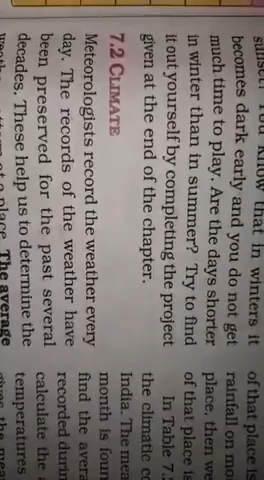 sunset. You know that in winters it
becomes dark early and you do not get
much time to play. Are the days shorter
in winter than in summer? Try to find
it out yourself by completing the project
given at the end of the chapter.
7.2 CLIMATE
Meteorologists record the weather every
day. The records of the weather have
been preserved for the past several
decades. These help us to determine the
place. The average
of that place is
rainfall on mo
place, then we
of that place is
In Table 7.
the climatic co
India. The mea
month is foun
find the avera
recorded durin
calculate the
temperatures